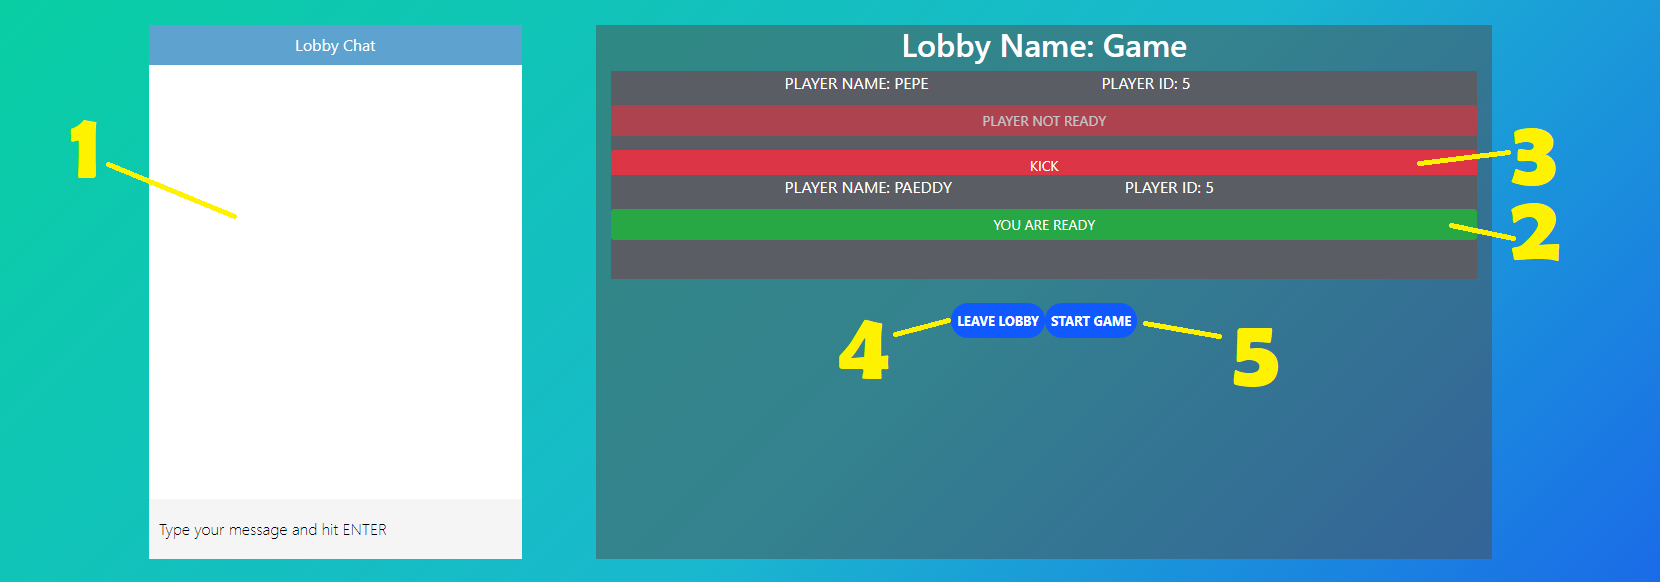 Lobby Chat
1
Type your message and hit ENTER
Lobby Name: Game
PLAYER NAME: PEPE PLAYER ID: 5
PLAYER NOT READY
KICK
3
PLAYER NAME: PAEDDY PLAYER ID: 5
YOU ARE READY
2
LEAVE LOBBY START GAME
4
5